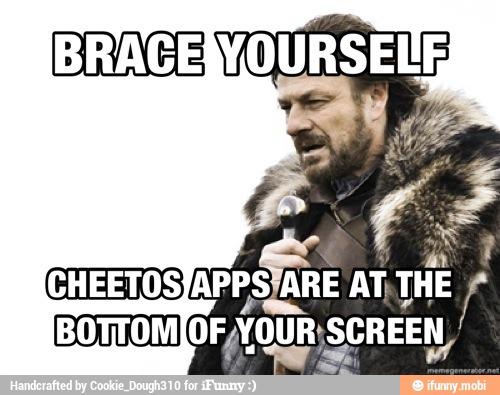 BRACE YOURSELF
CHEETOS APPS ARE AT THE
BOTTOM OF YOUR SCREEN
memegenerator.net
Handcrafted by Cookie_Dough310 for iFunny :)
ifunny.mobi